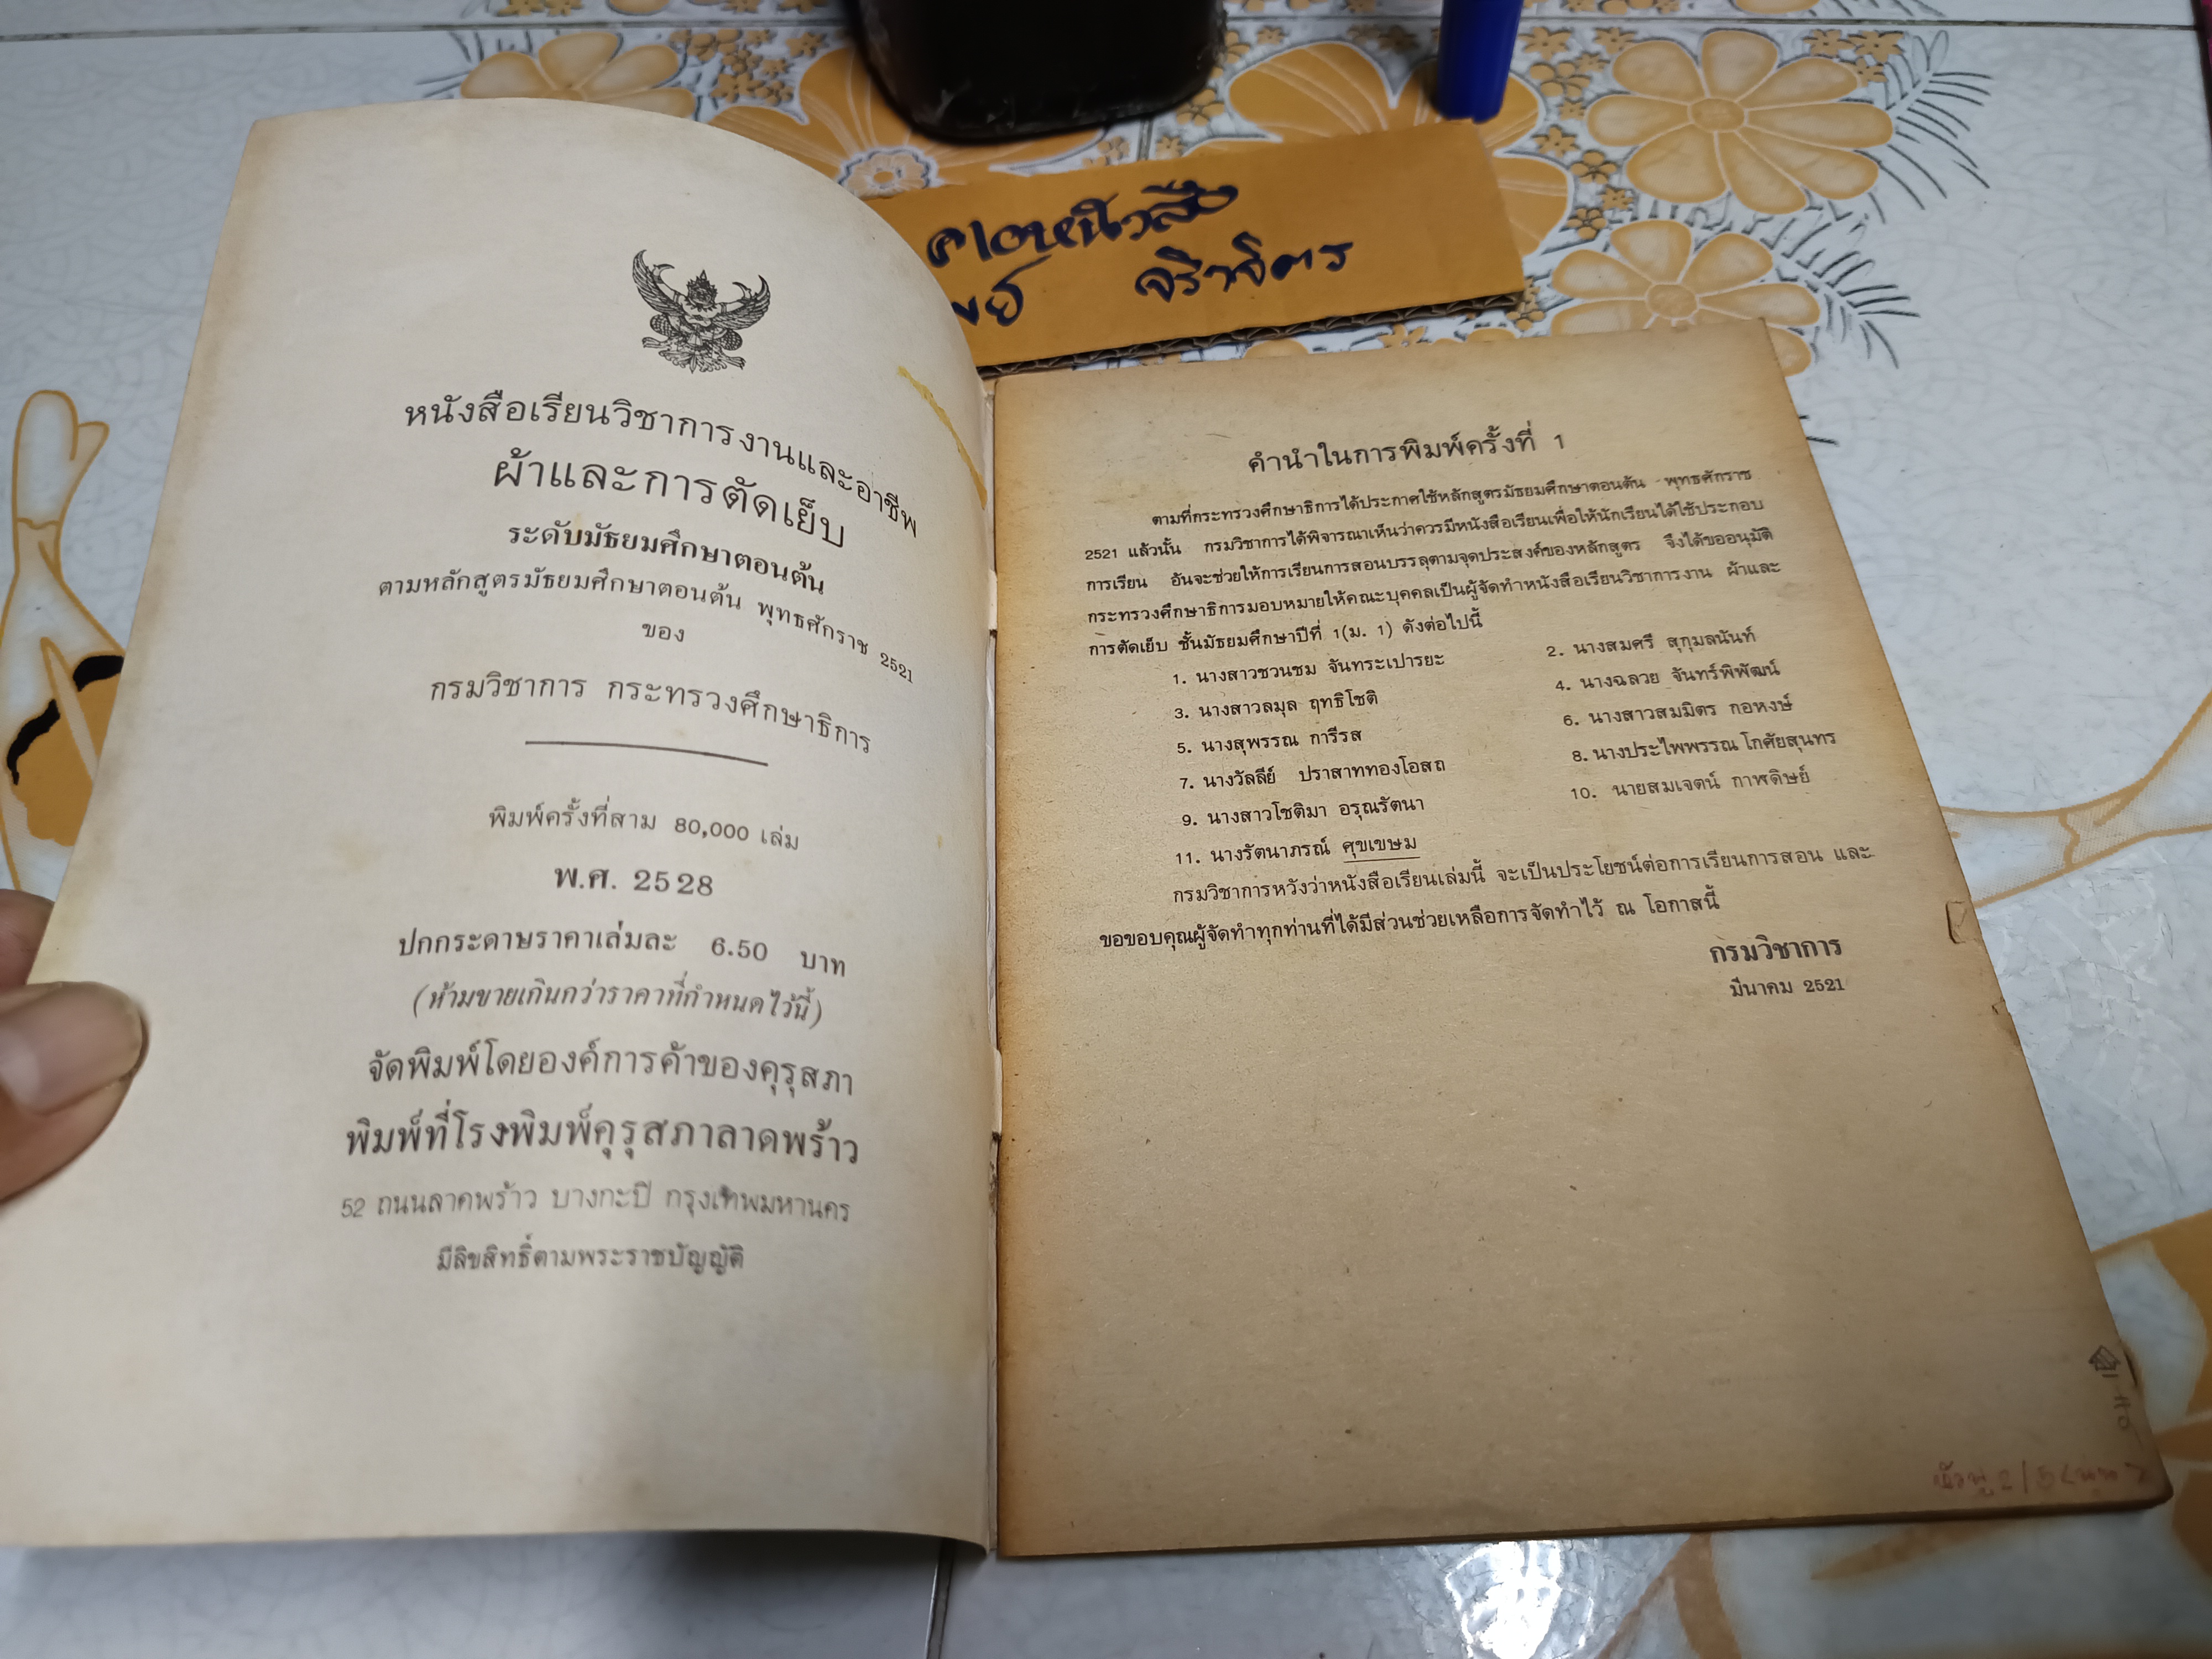 หนังสือเรียนวิชาการงานและอาชีพ
ผ้าและการตัดเย็บ
ระดับมัธยมศึกษาตอนต้น
ตามหลักสูตรมัธยมศึกษาตอนต้น พุทธศักราช 2521
ของ
กรมวิชาการ กระทรวงศึกษาธิการ
พิมพ์ครั้งที่สาม 80,000 เล่ม
พ.ศ. 2528
ปกกระดาษราคาเล่มละ 6.50 บาท
(ห้ามขายเกินกว่าราคาที่กำหนดไว้นี้)
จัดพิมพ์โดยองค์การค้าของคุรุสภา
พิมพ์ที่โรงพิมพ์คุรุสภาลาดพร้าว
52 ถนนลาดพร้าว บางกะปิ กรุงเทพมหานคร
มีลิขสิทธิ์ตามพระราชบัญญัติ
จริงจิตร
คำนำในการพิมพ์ครั้งที่ 1
ตามที่กระทรวงศึกษาธิการได้ประกาศใช้หลักสูตรมัธยมศึกษาตอนต้น พุทธศักราช
2521 แล้วนั้น กรมวิชาการได้พิจารณาเห็นว่าควรมีหนังสือเรียนเพื่อให้นักเรียนได้ใช้ประกอบ
การเรียน อันจะช่วยให้การเรียนการสอนบรรลุตามจุดประสงค์ของหลักสูตร จึงได้ขออนุมัติ
กระทรวงศึกษาธิการมอบหมายให้คณะบุคคลเป็นผู้จัดทำหนังสือเรียนวิชาการงาน ผ้าและ
การตัดเย็บ ชั้นมัธยมศึกษาปีที่ 1(ม. 1) ดังต่อไปนี้
1. นางสาวชวนชม จันทระเปารยะ 2. นางสมศรี สุกุมลนันท์
3. นางสาวลมุล ฤทธิโชติ 4. นางฉลวย จันทร์พิพัฒน์
5. นางสุพรรณ การีรส 6. นางสาวสมมิตร กอหงษ์
7. นางวัลลีย์ ปราสาททองโอสถ 8. นางประไพพรรณ โกศัยสุนทร
9. นางสาวโชติมา อรุณรัตนา 10. นายสมเจตน์ กาพดิษย์
11. นางรัตนาภรณ์ ศุขเขษม
กรมวิชาการหวังว่าหนังสือเรียนเล่มนี้ จะเป็นประโยชน์ต่อการเรียนการสอน และ
ขอขอบคุณผู้จัดทำทุกท่านที่ได้มีส่วนช่วยเหลือการจัดทำไว้ ณ โอกาสนี้
กรมวิชาการ
มีนาคม 2521